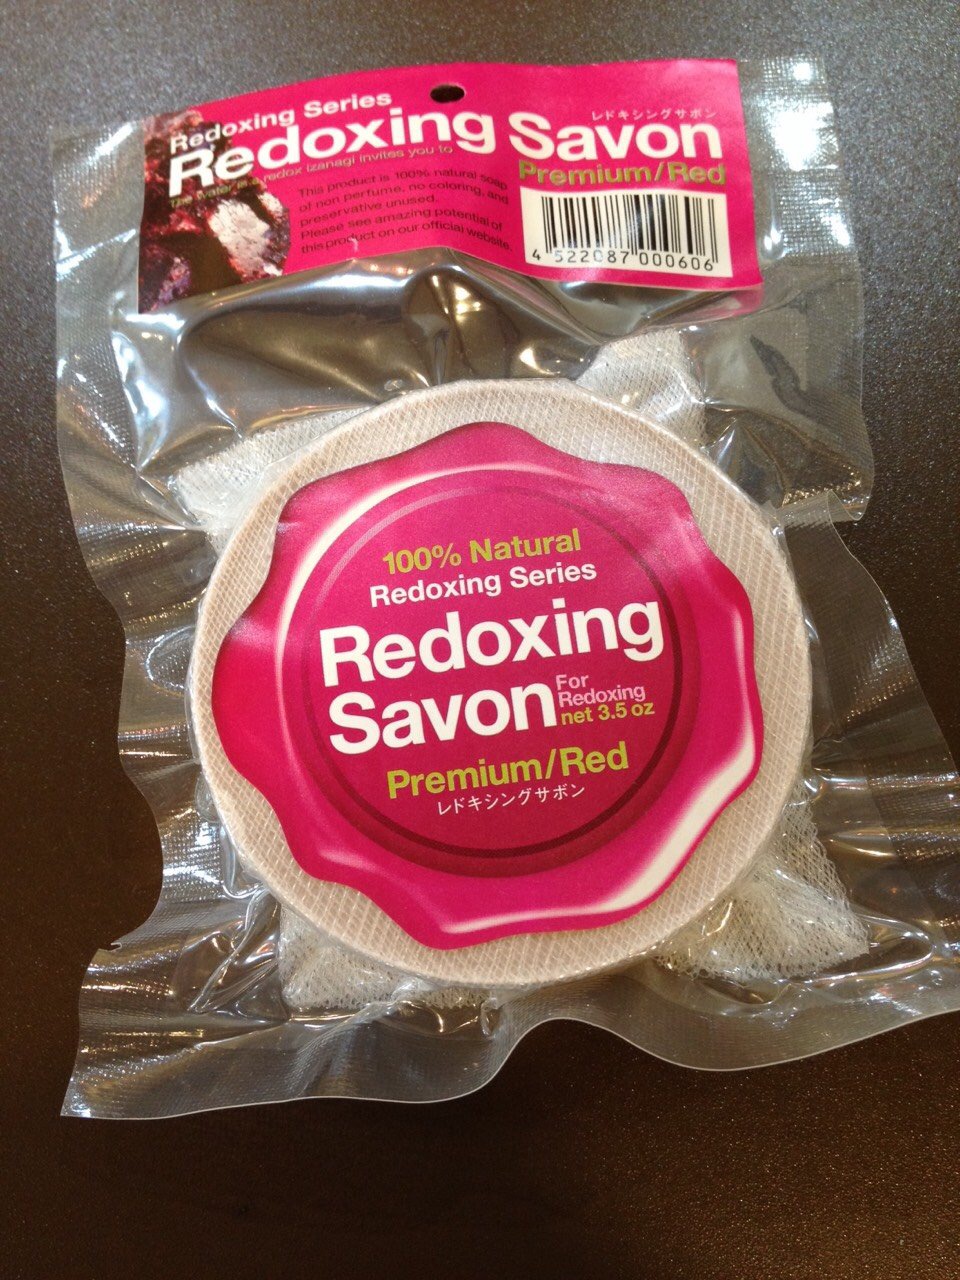 Redoxing Series
レドキシングサボン
Redoxing Savon
The water is a redox izanagi invites you to
Premium/Red
This product is 100% natural soap
of non perfume, no coloring, and
preservative unused.
Please see amazing potential of
this product on our official website.
4 522087 000606
100% Natural
Redoxing Series
Redoxing
Savon
For
Redoxing
net 3.5 oz
Premium/Red
レドキシングサボン